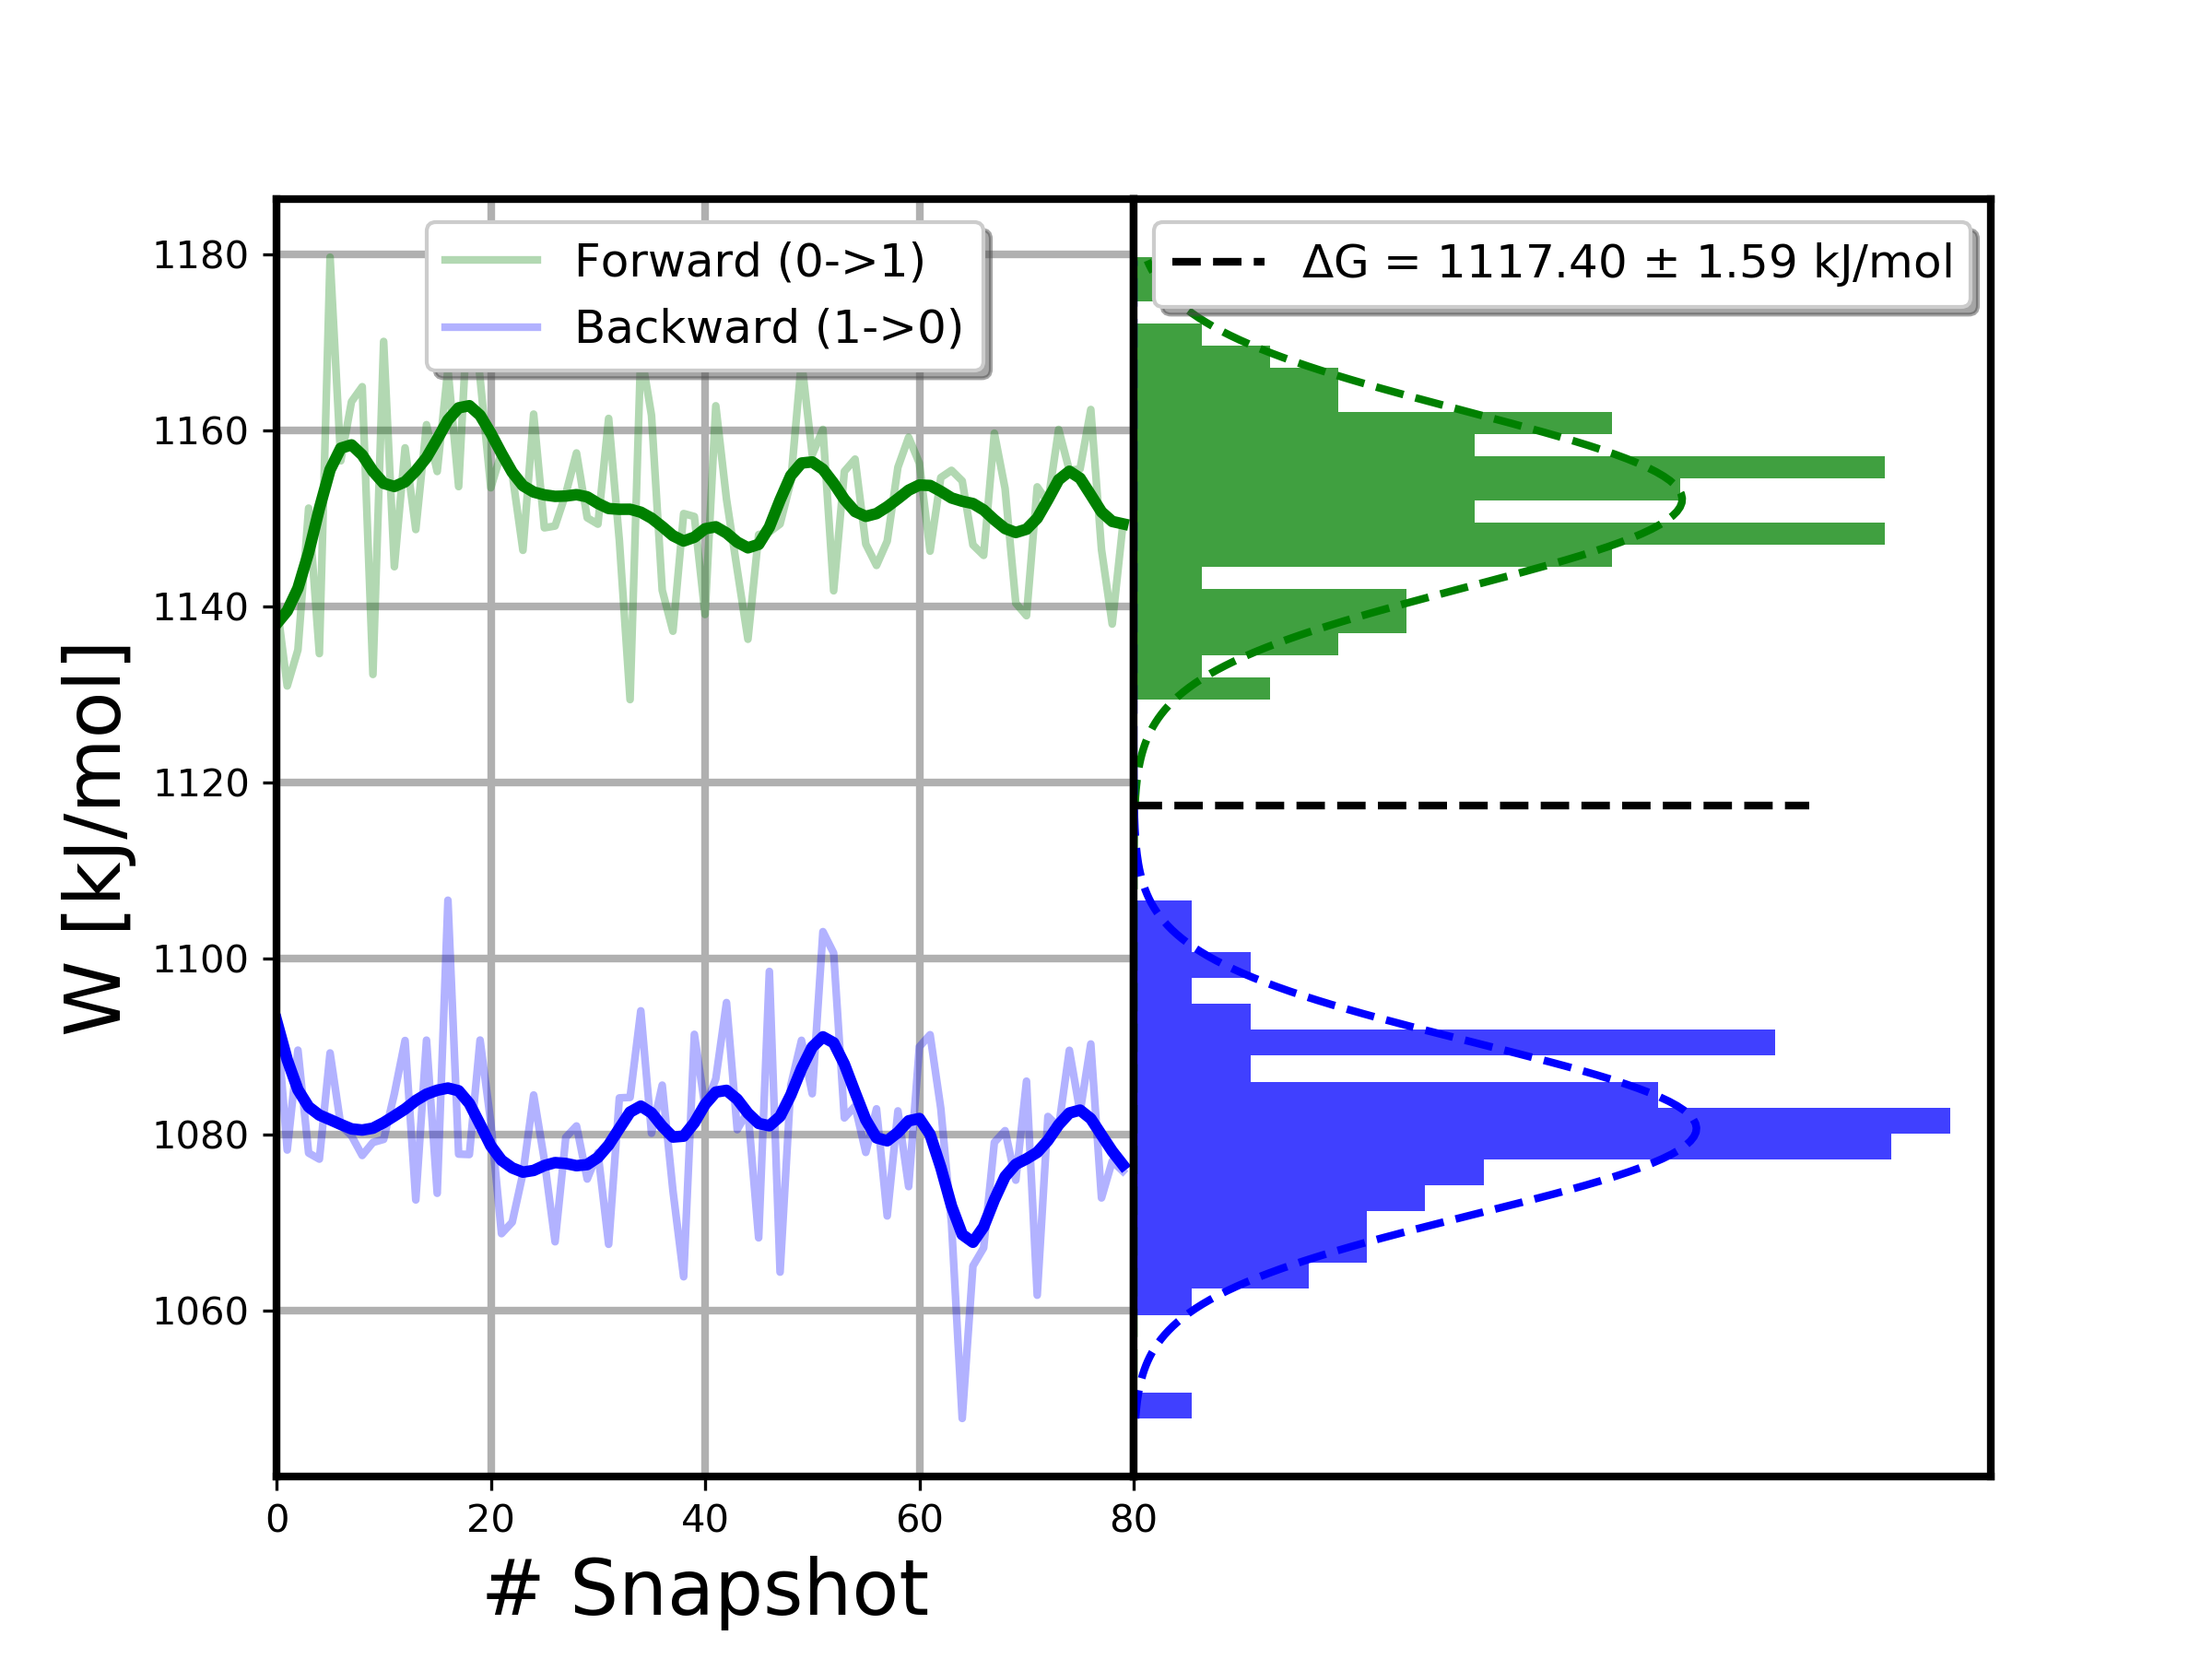 Forward (0->1)
Backward (1->0)
ΔG = 1117.40 ± 1.59 kJ/mol
W [kJ/mol]
1180
1160
1140
1120
1100
1080
1060
0 20 40 60 80
# Snapshot